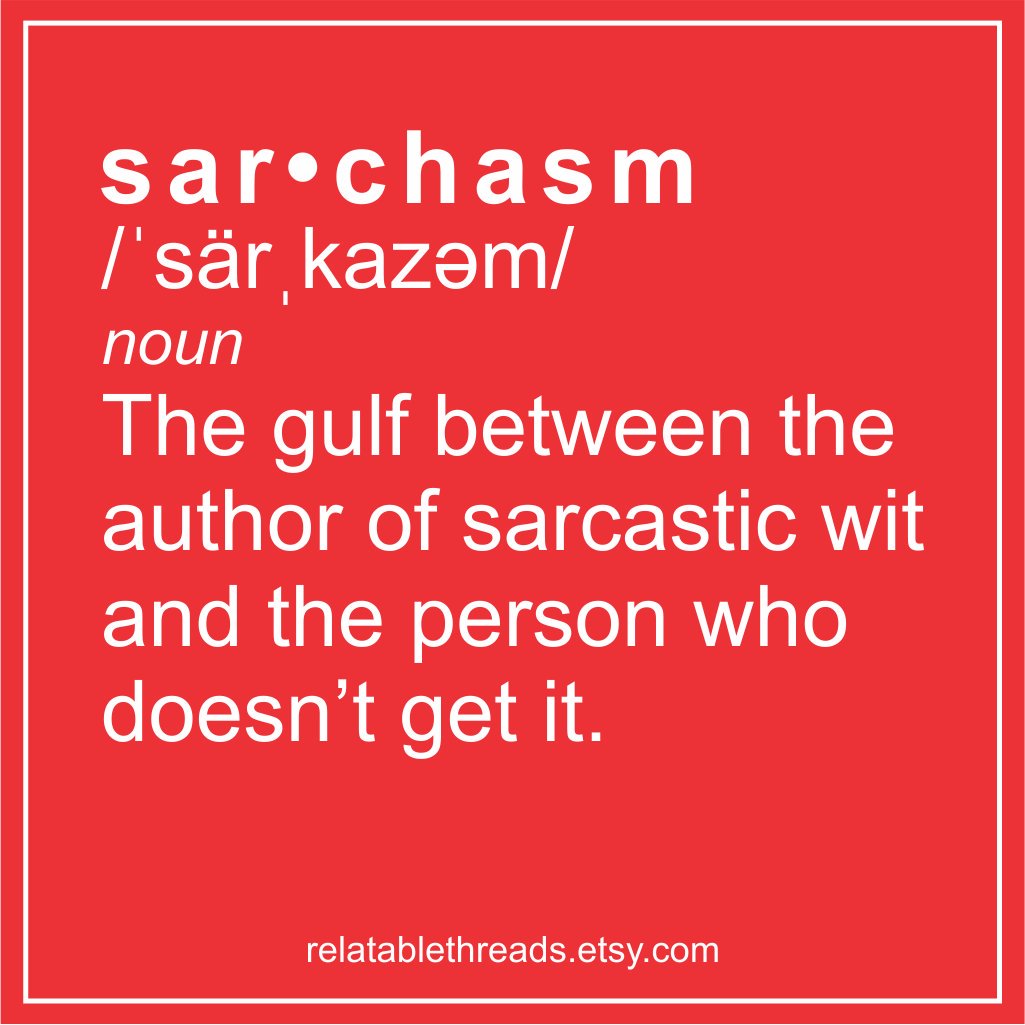 sar•chasm
/ˈsärˌkazəm/
noun
The gulf between the
author of sarcastic wit
and the person who
doesn’t get it.
relatablethreads.etsy.com